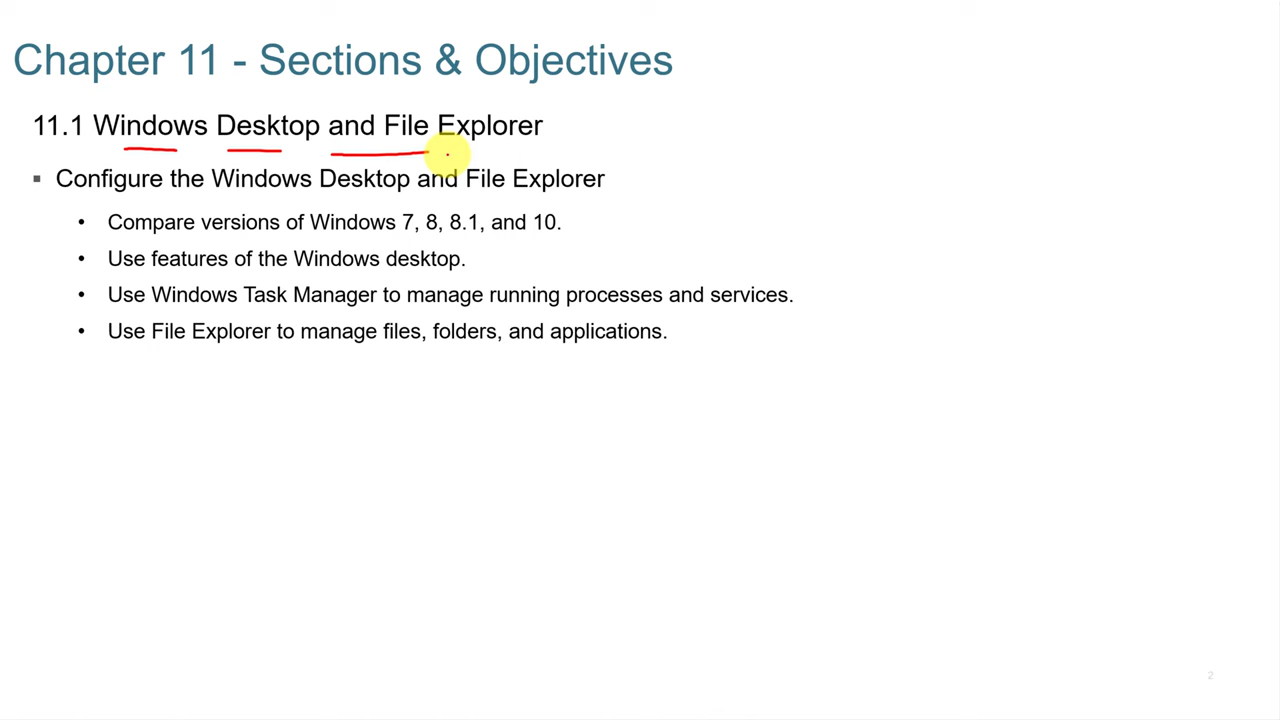 Chapter 11 - Sections & Objectives
11.1 Windows Desktop and File Explorer
▪ Configure the Windows Desktop and File Explorer
• Compare versions of Windows 7, 8, 8.1, and 10.
• Use features of the Windows desktop.
• Use Windows Task Manager to manage running processes and services.
• Use File Explorer to manage files, folders, and applications.
2